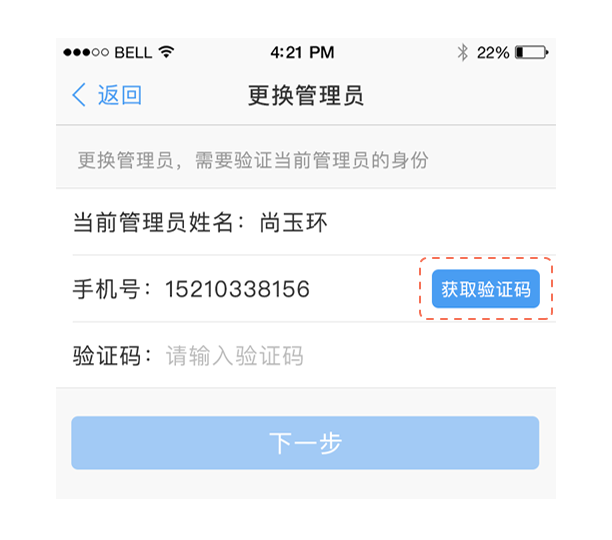 BELL 4:21 PM 22%
返回 更换管理员
更换管理员，需要验证当前管理员的身份
当前管理员姓名：尚玉环
手机号：15210338156 获取验证码
验证码：请输入验证码
下一步